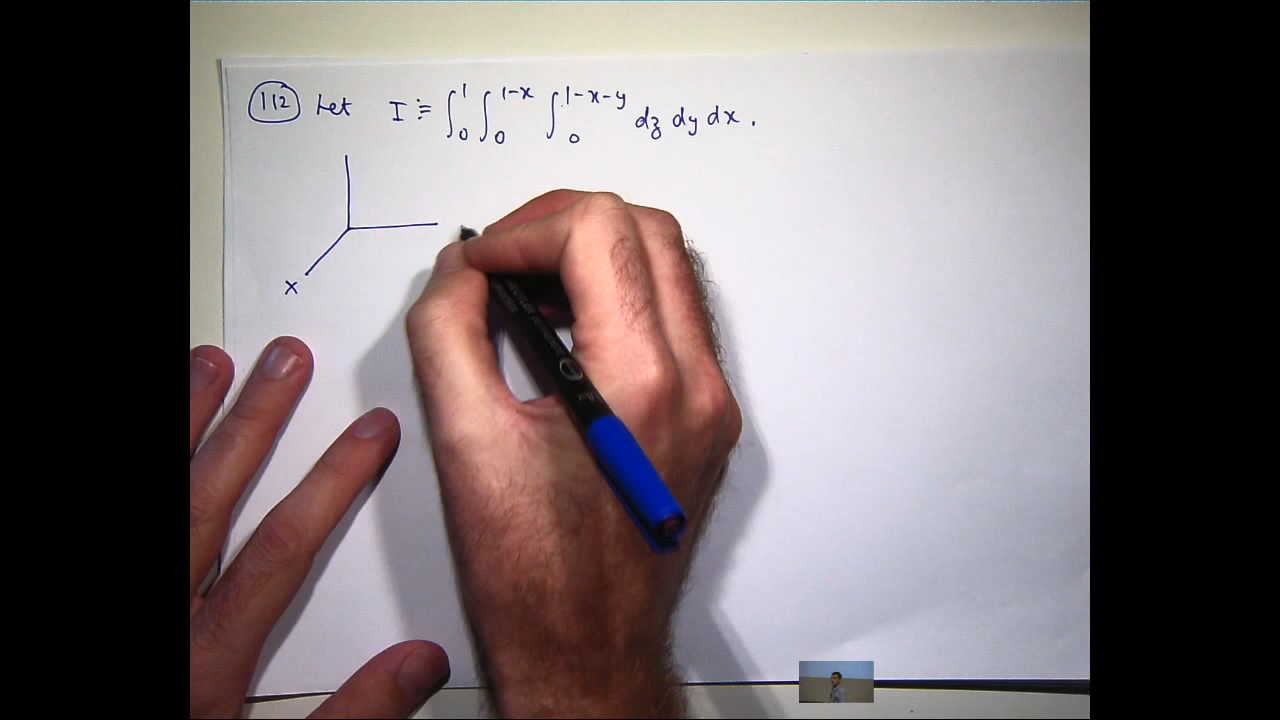 112 Let I ≡ ∫₀¹ ∫₀^{1-x} ∫₀^{1-x-y} dz dy dx .
x